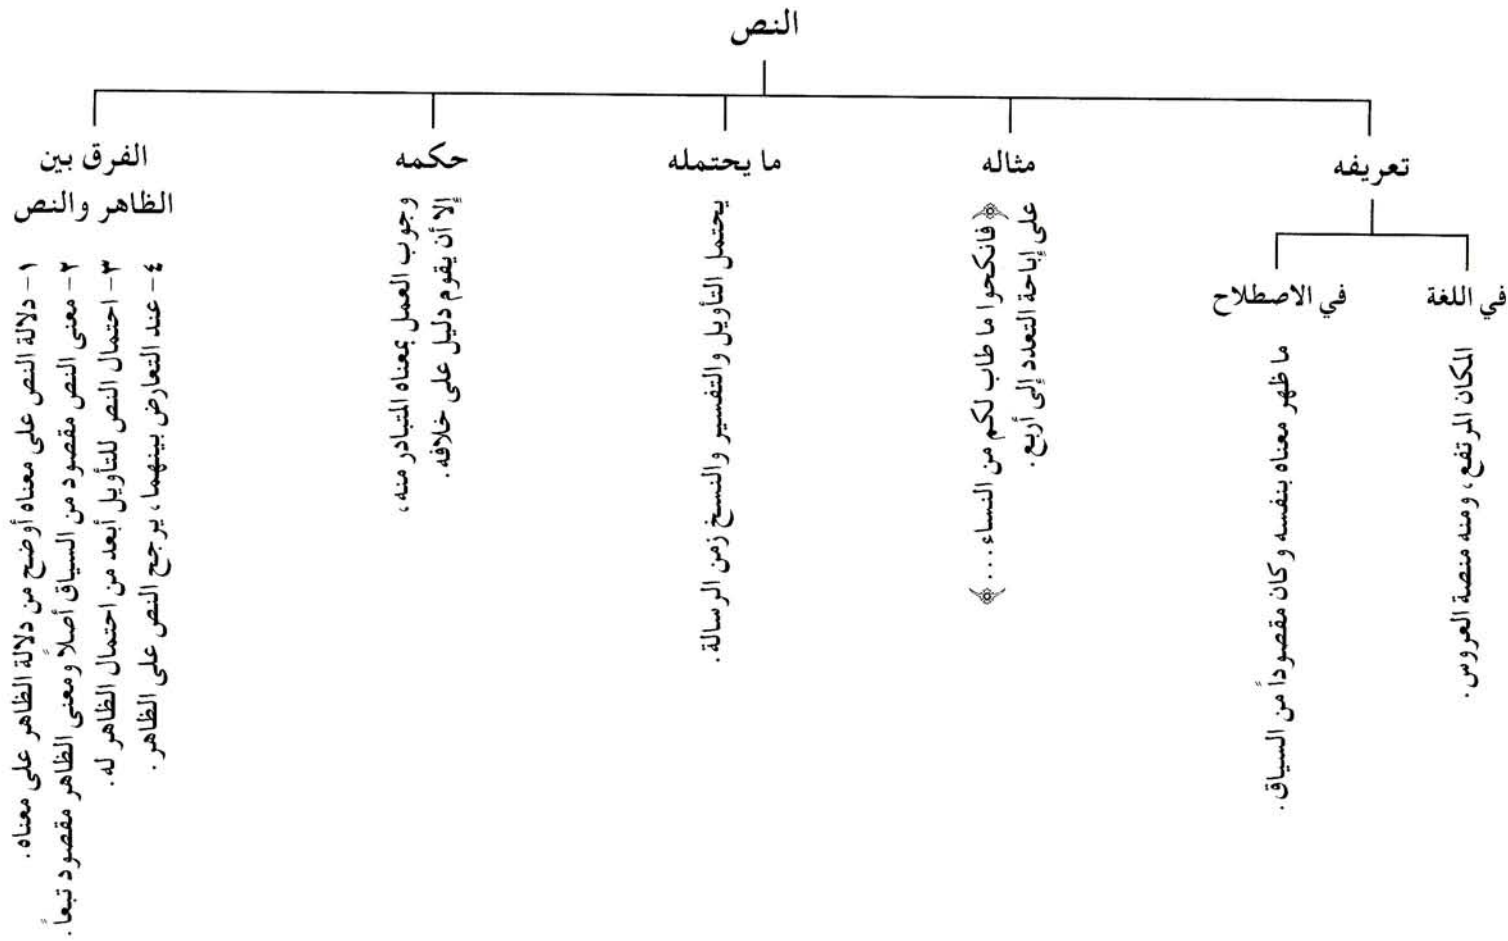 النص
تعريفه
في اللغة
المكان المرتفع، ومنه منصة العروس.
في الاصطلاح
ما ظهر معناه بنفسه وكان مقصوداً من السياق.
مثاله
﴿ فانكحوا ما طاب لكم من النساء.... ﴾
على إباحة التعدد إلى أربع.
ما يحتمله
يحتمل التأويل والتفسير والنسخ زمن الرسالة.
حكمه
وجوب العمل بمعناه المتبادر منه،
إلا أن يقوم دليل على خلافه.
الفرق بين
الظاهر والنص
١- دلالة النص على معناه أوضح من دلالة الظاهر على معناه.
٢- معنى النص مقصود من السياق أصلاً ومعنى الظاهر مقصود تبعاً.
٣- احتمال النص للتأويل أبعد من احتمال الظاهر له.
٤- عند التعارض بينهما، يرجح النص على الظاهر.